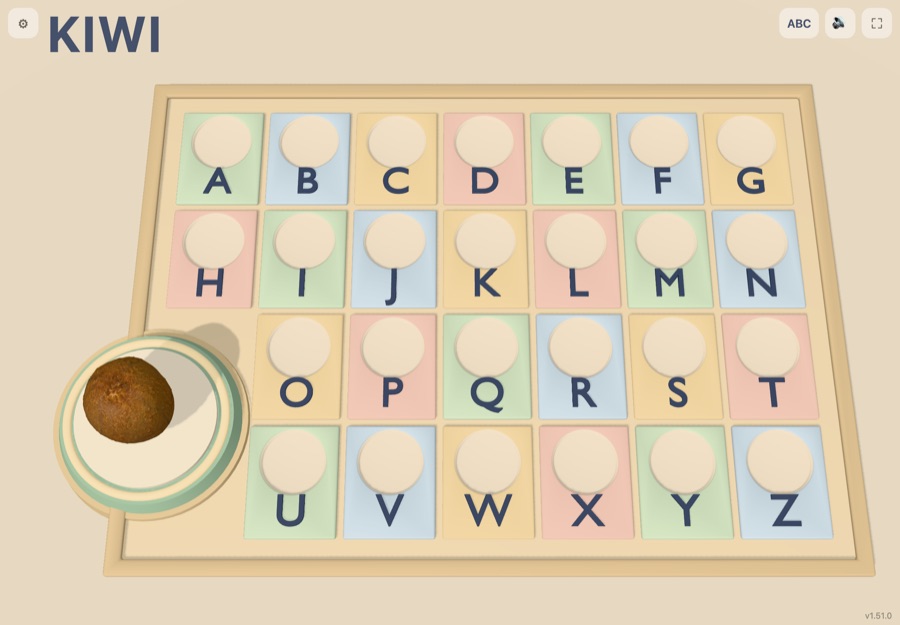 KIWI
ABC
A B C D E F G
H I J K L M N
O P Q R S T
U V W X Y Z
v1.51.0